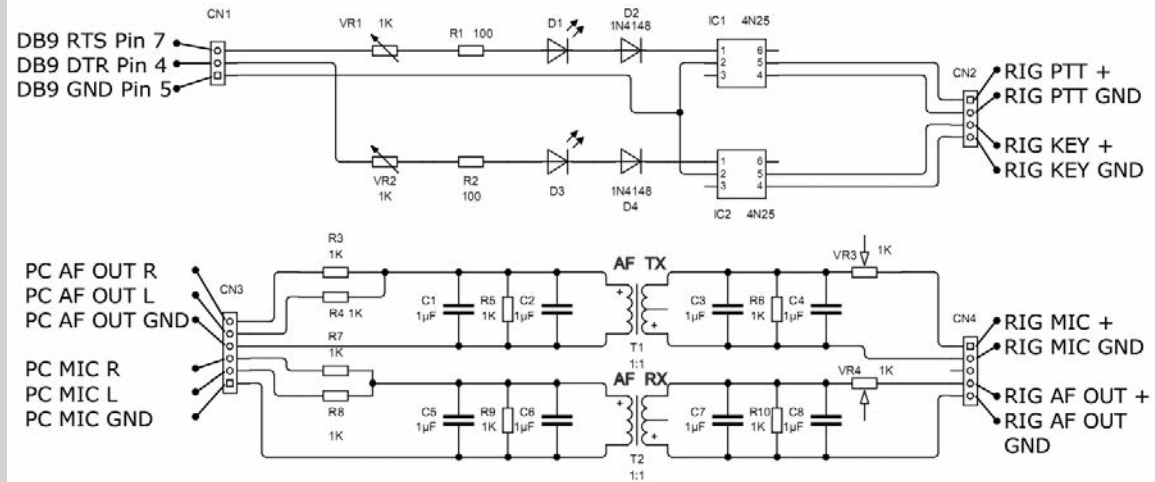 CN1
VR1 1K
R1 100
D1
D2
1N4148
IC1 4N25
DB9 RTS Pin 7
DB9 DTR Pin 4
DB9 GND Pin 5
1 6
2 5
3 4
CN2
RIG PTT +
RIG PTT GND
RIG KEY +
RIG KEY GND
VR2
1K
R2
100
D3
1N4148
D4
1 6
2 5
3 4
IC2 4N25
PC AF OUT R
PC AF OUT L
PC AF OUT GND
PC MIC R
PC MIC L
PC MIC GND
CN3
R3
1K
R4 1K
R7
1K
R8
1K
C1
1µF
R5
1K
C2
1µF
AF TX
+
+
T1
1:1
C3
1µF
R6
1K
C4
1µF
VR3 1K
CN4
RIG MIC +
RIG MIC GND
RIG AF OUT +
RIG AF OUT
GND
C5
1µF
R9
1K
C6
1µF
AF RX
+
+
T2
1:1
C7
1µF
R10
1K
C8
1µF
VR4 1K